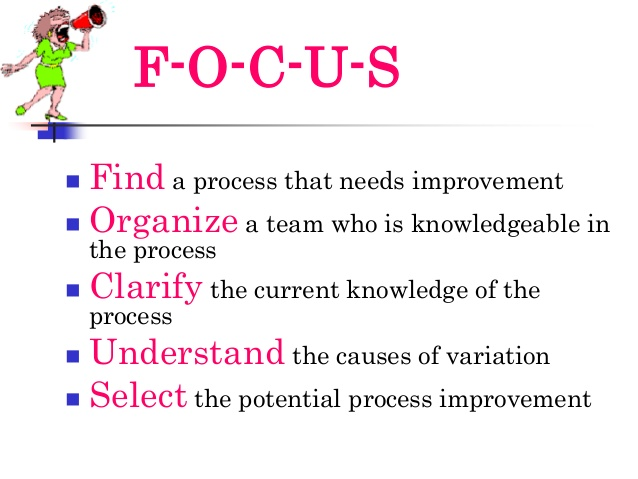 F-O-C-U-S
Find a process that needs improvement
Organize a team who is knowledgeable in
the process
Clarify the current knowledge of the
process
Understand the causes of variation
Select the potential process improvement